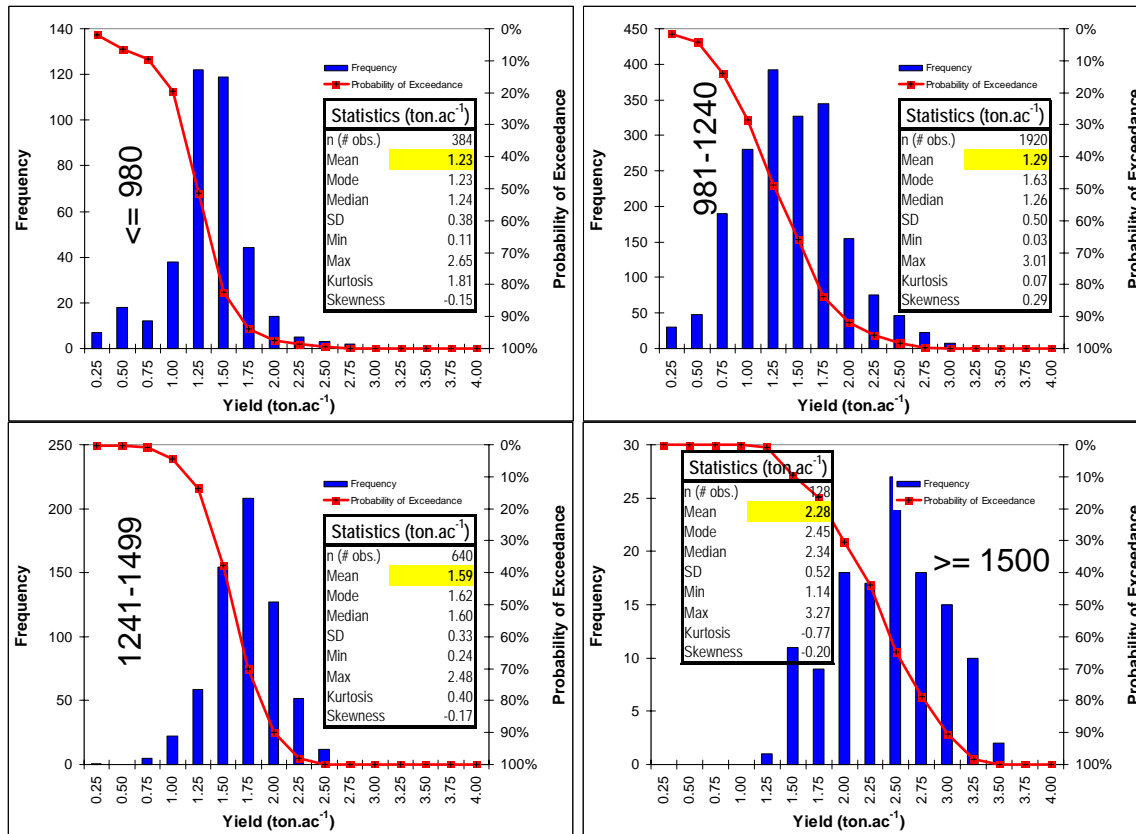 140
120
100
80
60
40
20
0
Frequency
<= 980
Frequency
Probability of Exceedance
Statistics (ton.ac-1)
n (# obs.) 384
Mean 1.23
Mode 1.23
Median 1.24
SD 0.38
Min 0.11
Max 2.65
Kurtosis 1.81
Skewness -0.15
0%
10%
20%
30%
40%
50%
60%
70%
80%
90%
100%
Probability of Exceedance
0.25 0.50 0.75 1.00 1.25 1.50 1.75 2.00 2.25 2.50 2.75 3.00 3.25 3.50 3.75 4.00
Yield (ton.ac-1)
450
400
350
300
250
200
150
100
50
0
Frequency
981-1240
Frequency
Probability of Exceedance
Statistics (ton.ac-1)
n (# obs.) 1920
Mean 1.29
Mode 1.63
Median 1.26
SD 0.50
Min 0.03
Max 3.01
Kurtosis 0.07
Skewness 0.29
0%
10%
20%
30%
40%
50%
60%
70%
80%
90%
100%
Probability of Exceedance
0.25 0.50 0.75 1.00 1.25 1.50 1.75 2.00 2.25 2.50 2.75 3.00 3.25 3.50 3.75 4.00
Yield (ton.ac-1)
250
200
150
100
50
0
Frequency
1241-1499
Frequency
Probability of Exceedance
Statistics (ton.ac-1)
n (# obs.) 640
Mean 1.59
Mode 1.62
Median 1.60
SD 0.33
Min 0.24
Max 2.48
Kurtosis 0.40
Skewness -0.17
0%
10%
20%
30%
40%
50%
60%
70%
80%
90%
100%
Probability of Exceedance
0.25 0.50 0.75 1.00 1.25 1.50 1.75 2.00 2.25 2.50 2.75 3.00 3.25 3.50 3.75 4.00
Yield (ton.ac-1)
30
25
20
15
10
5
0
Frequency
Statistics (ton.ac-1)
n (# obs.) 128
Mean 2.28
Mode 2.45
Median 2.34
SD 0.52
Min 1.14
Max 3.27
Kurtosis -0.77
Skewness -0.20
Frequency
Probability of Exceedance
>= 1500
0%
10%
20%
30%
40%
50%
60%
70%
80%
90%
100%
Probability of Exceedance
0.25 0.50 0.75 1.00 1.25 1.50 1.75 2.00 2.25 2.50 2.75 3.00 3.25 3.50 3.75 4.00
Yield (ton.ac-1)